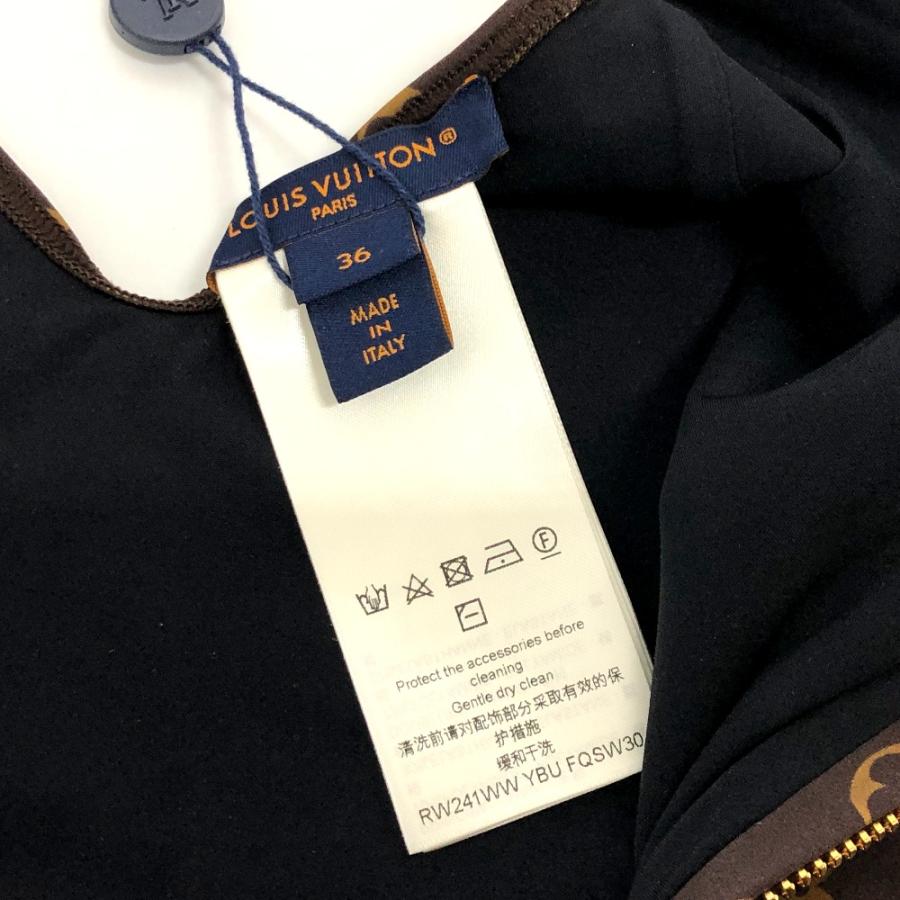 LOUIS VUITTON®
PARIS
36
MADE
IN
ITALY
F
Protect the accessories before
cleaning
Gentle dry clean
清洗前请对配饰部分采取有效的保
护措施
缓和干洗
RW241WW YBU FQSW30